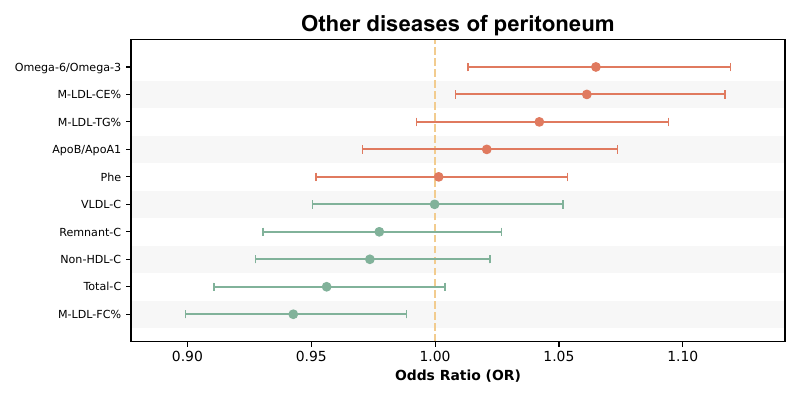 Other diseases of peritoneum
Omega-6/Omega-3
M-LDL-CE%
M-LDL-TG%
ApoB/ApoA1
Phe
VLDL-C
Remnant-C
Non-HDL-C
Total-C
M-LDL-FC%
0.90 0.95 1.00 1.05 1.10
Odds Ratio (OR)